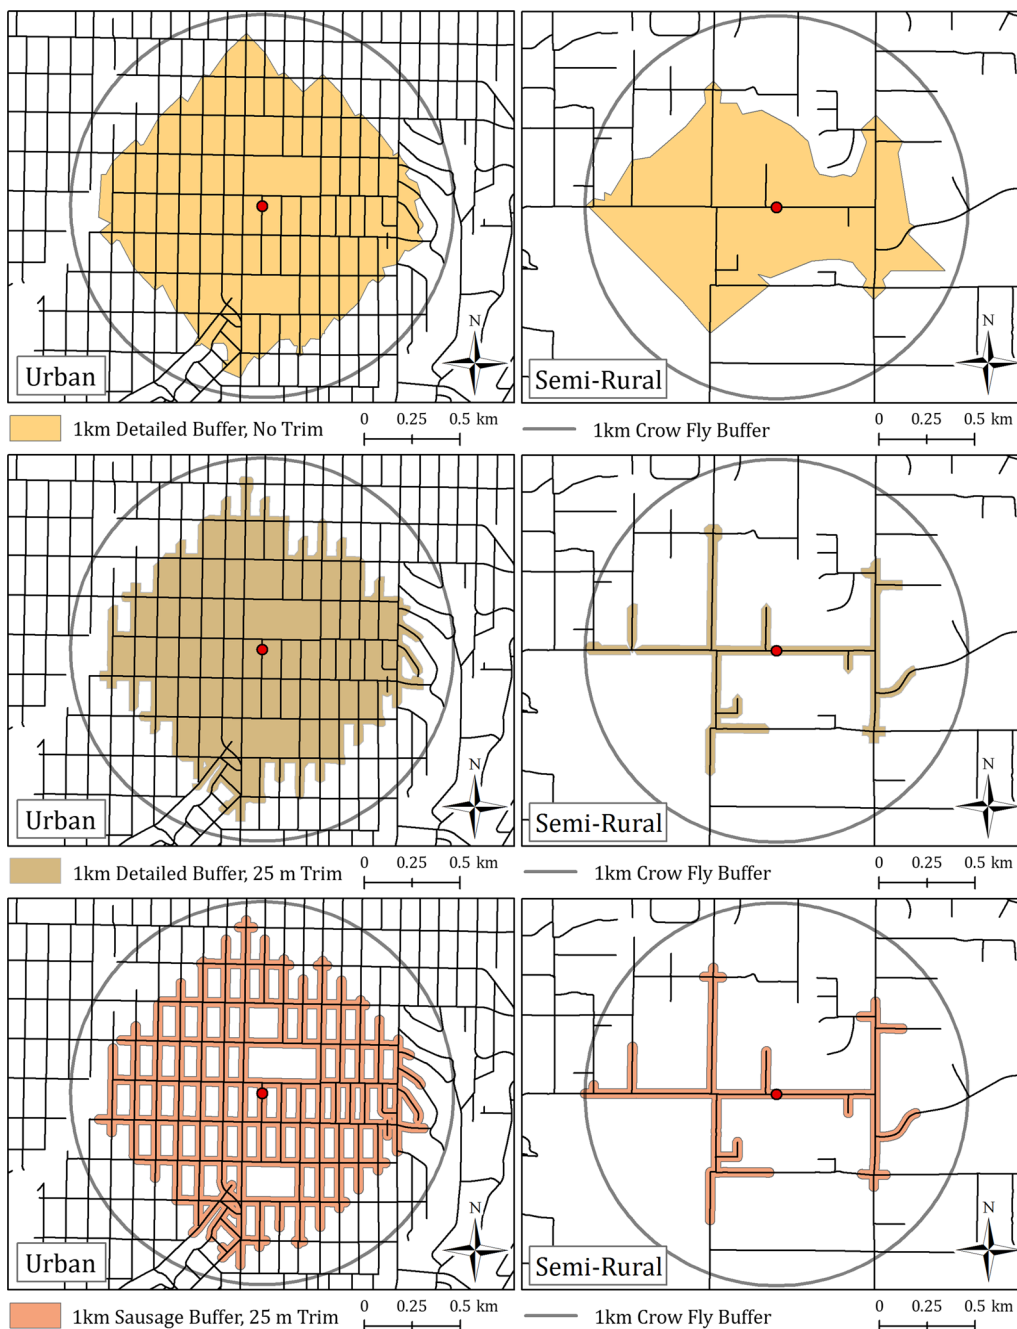 N
Urban
N
Semi-Rural
1km Detailed Buffer, No Trim
0 0.25 0.5 km
1km Crow Fly Buffer
0 0.25 0.5 km
N
Urban
N
Semi-Rural
1km Detailed Buffer, 25 m Trim
0 0.25 0.5 km
1km Crow Fly Buffer
0 0.25 0.5 km
N
Urban
N
Semi-Rural
1km Sausage Buffer, 25 m Trim
0 0.25 0.5 km
1km Crow Fly Buffer
0 0.25 0.5 km